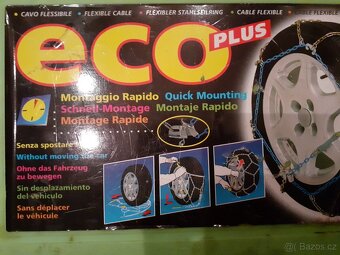 • CAVO FLESSIBILE • FLEXIBLE CABLE • FLEXIBLER STAHLSEILRING • CABLE FLEXIBLE • CABLE FLEXIBLE
eco PLUS
Montaggio Rapido Quick Mounting
Schnell-Montage Montaje Rapido
Montage Rapide
Senza spostare
Without moving the car
Ohne das Fahrzeug
zu bewegen
Sin desplazamiento
del vehiculo
Sans déplacer
le véhicule
Bazos.cz